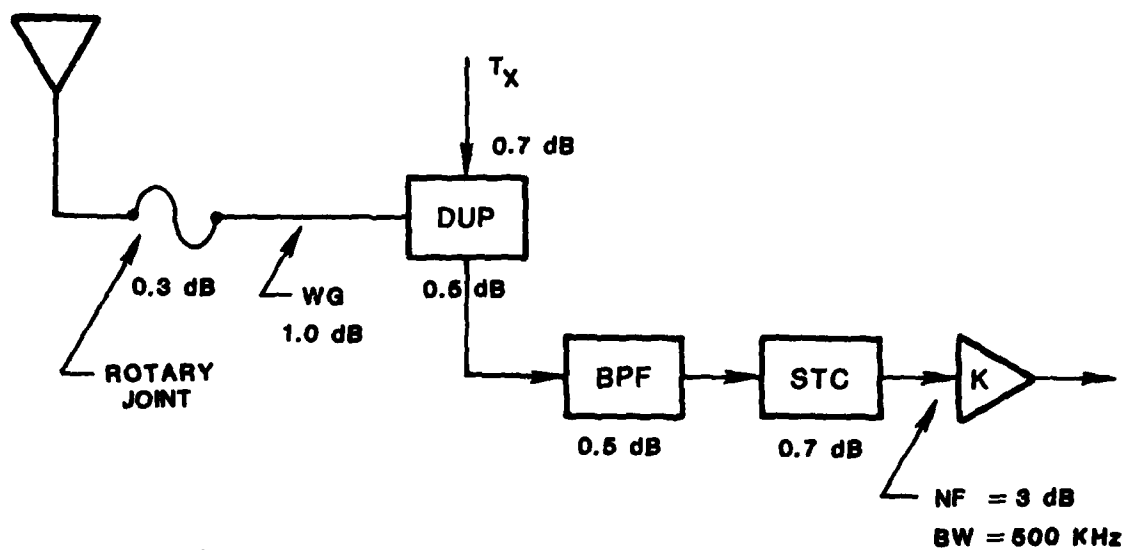 Tx
0.7 dB
DUP
0.3 dB
WG
0.5 dB
1.0 dB
ROTARY
JOINT
BPF
STC
K
0.5 dB
0.7 dB
NF = 3 dB
BW = 500 KHz